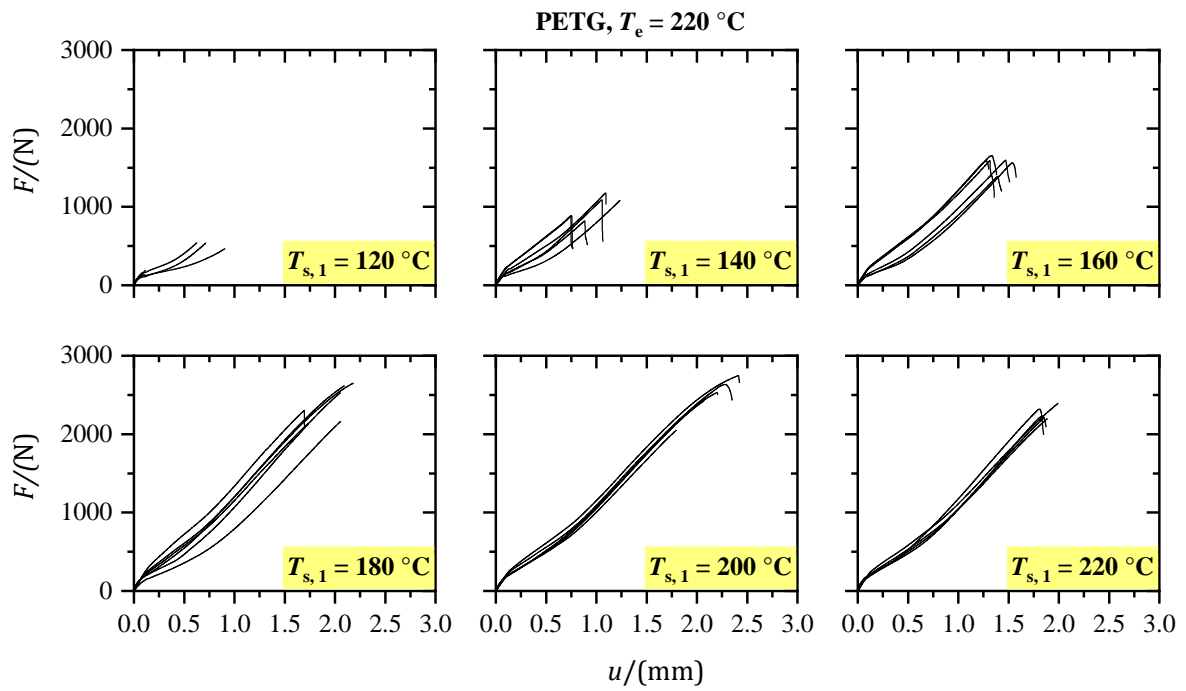 PETG, Te = 220 °C
3000
2000
1000
0
F/(N)
Ts, 1 = 120 °C
Ts, 1 = 140 °C
Ts, 1 = 160 °C
3000
2000
1000
0
F/(N)
Ts, 1 = 180 °C
Ts, 1 = 200 °C
Ts, 1 = 220 °C
0.0 0.5 1.0 1.5 2.0 2.5 3.0
0.0 0.5 1.0 1.5 2.0 2.5 3.0
0.0 0.5 1.0 1.5 2.0 2.5 3.0
u/(mm)